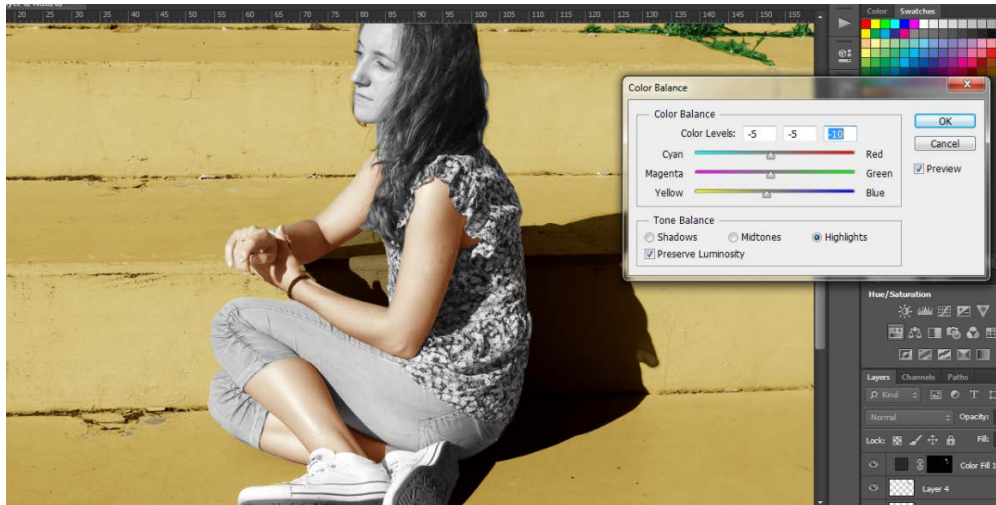 20 25 30 35 40 45 50 55 60 65 70 75 80 85 90 95 100 105 110 115 120 125 130 135 140 145 150 155
Color Swatches
Color Balance
Color Balance
Color Levels: -5 -5 -10
Cyan Red
Magenta Green
Yellow Blue
OK
Cancel
Preview
Tone Balance
Shadows Midtones Highlights
Preserve Luminosity
Hue/Saturation
Layers Channels Paths
Kind
Normal Opacity:
Lock: Fill:
Color Fill 1
Layer 4